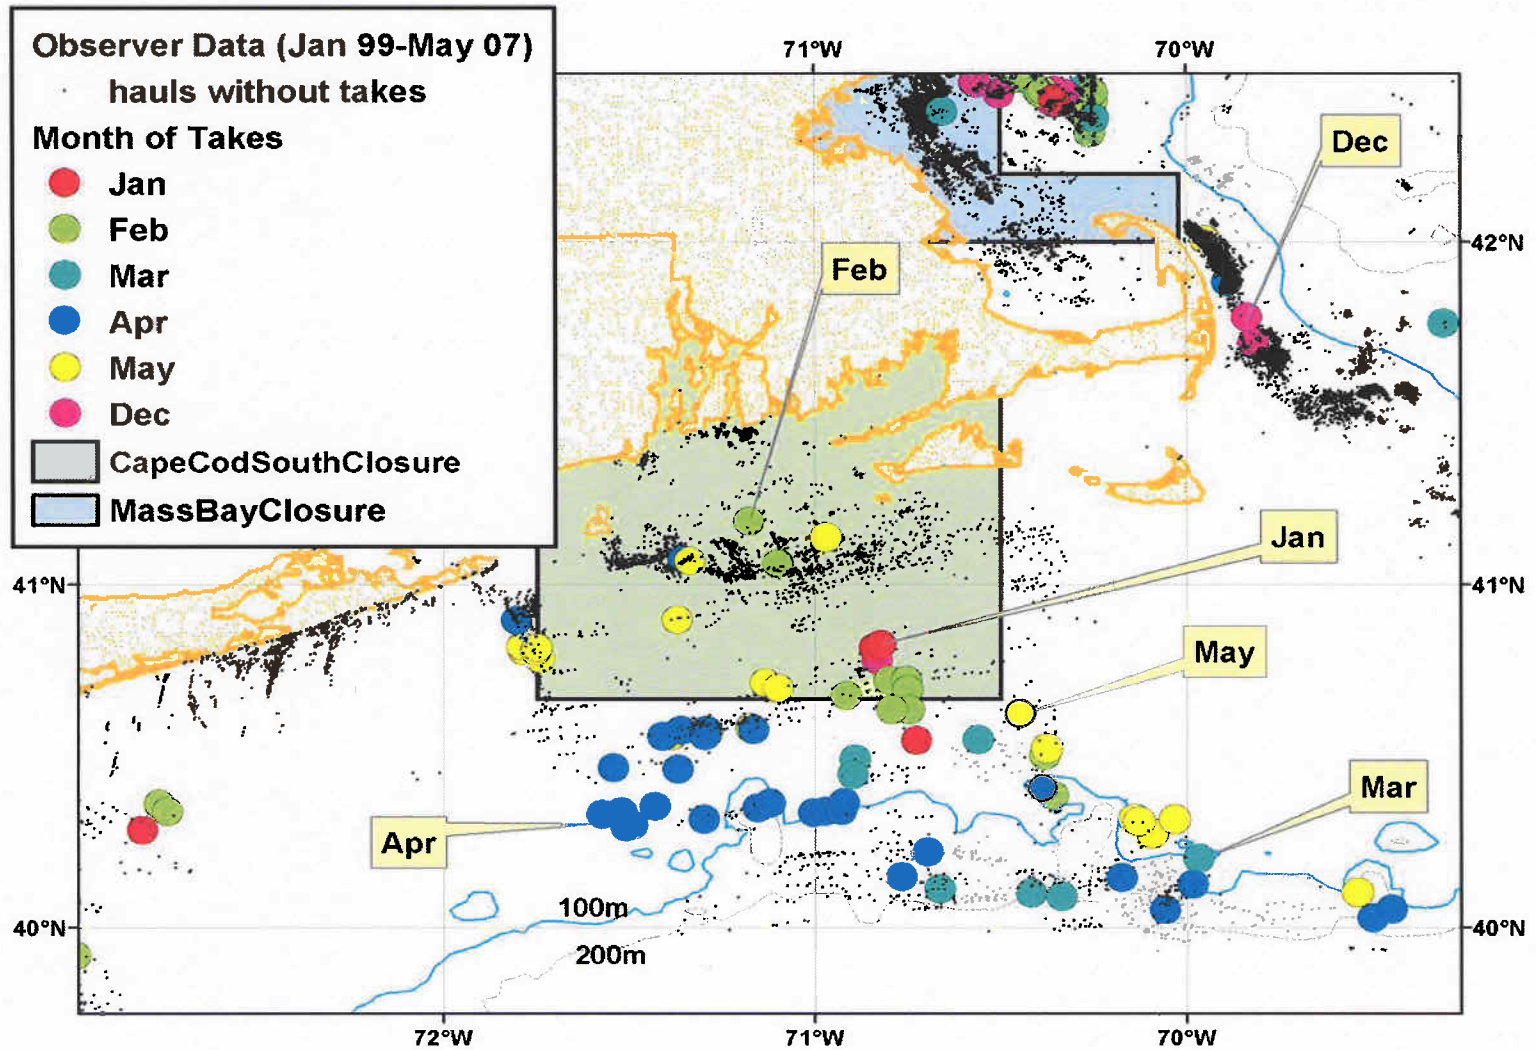 Observer Data (Jan 99-May 07)
hauls without takes
Month of Takes
Jan
Feb
Mar
Apr
May
Dec
CapeCodSouthClosure
MassBayClosure
71°W
70°W
Dec
42°N
Feb
Jan
41°N
41°N
May
Mar
Apr
100m
40°N
40°N
200m
72°W
71°W
70°W